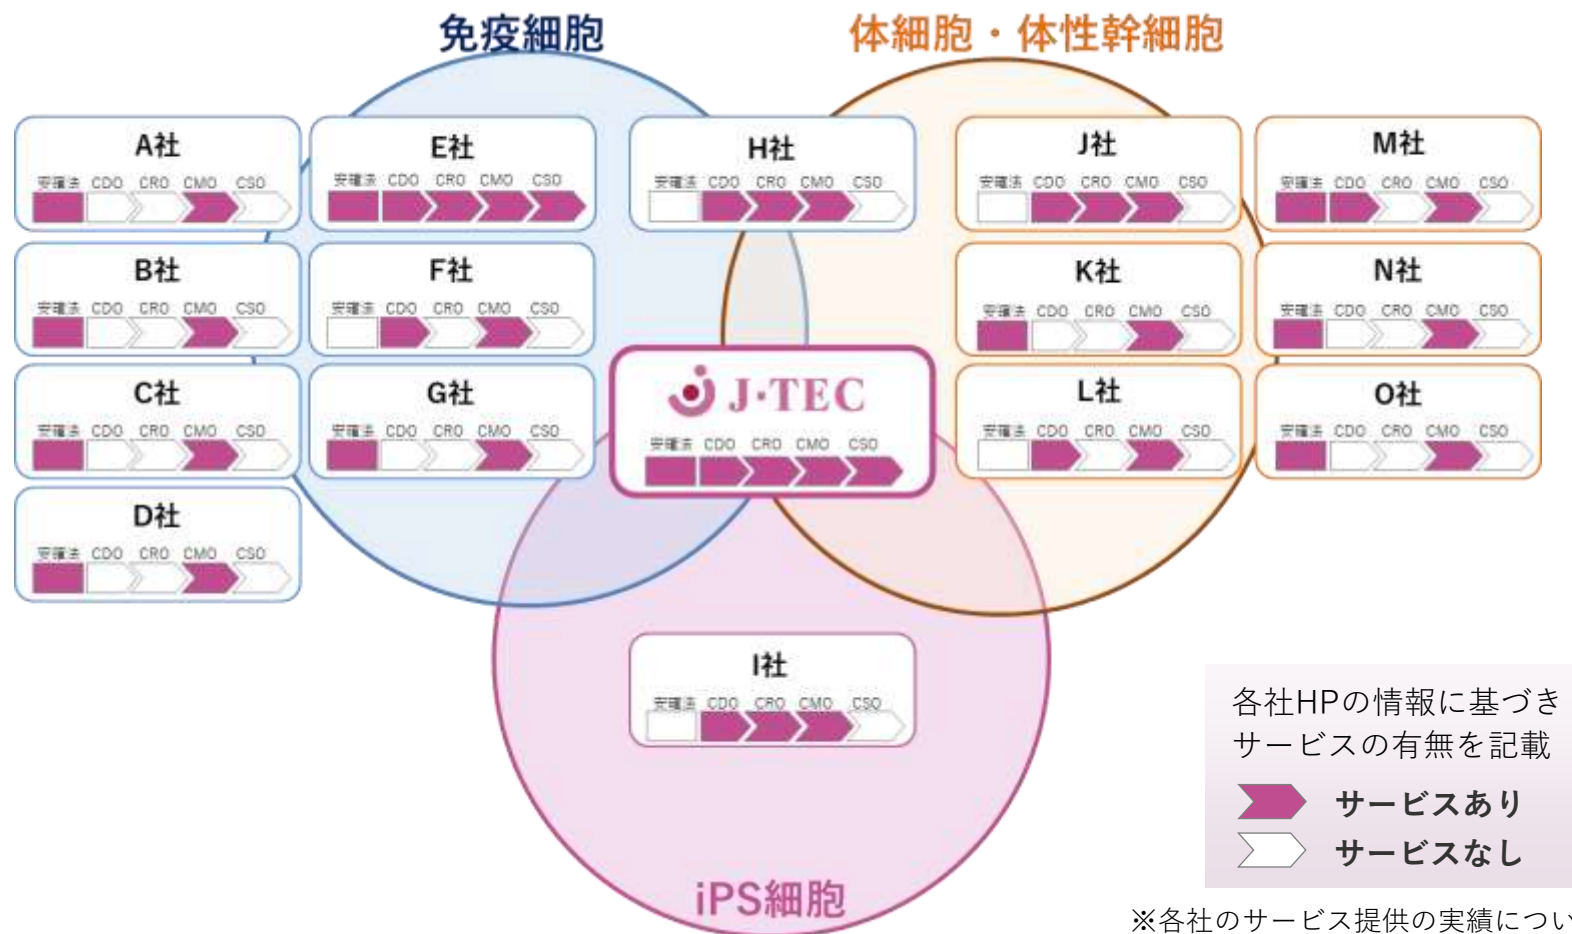 免疫細胞
体細胞・体性幹細胞
A社
安確法 CDO CRO CMO CSO
E社
安確法 CDO CRO CMO CSO
H社
安確法 CDO CRO CMO CSO
J社
安確法 CDO CRO CMO CSO
M社
安確法 CDO CRO CMO CSO
B社
安確法 CDO CRO CMO CSO
F社
安確法 CDO CRO CMO CSO
K社
安確法 CDO CRO CMO CSO
N社
安確法 CDO CRO CMO CSO
C社
安確法 CDO CRO CMO CSO
G社
安確法 CDO CRO CMO CSO
J・TEC
安確法 CDO CRO CMO CSO
L社
安確法 CDO CRO CMO CSO
O社
安確法 CDO CRO CMO CSO
D社
安確法 CDO CRO CMO CSO
I社
安確法 CDO CRO CMO CSO
iPS細胞
各社HPの情報に基づき
サービスの有無を記載
サービスあり
サービスなし
※各社のサービス提供の実績につい